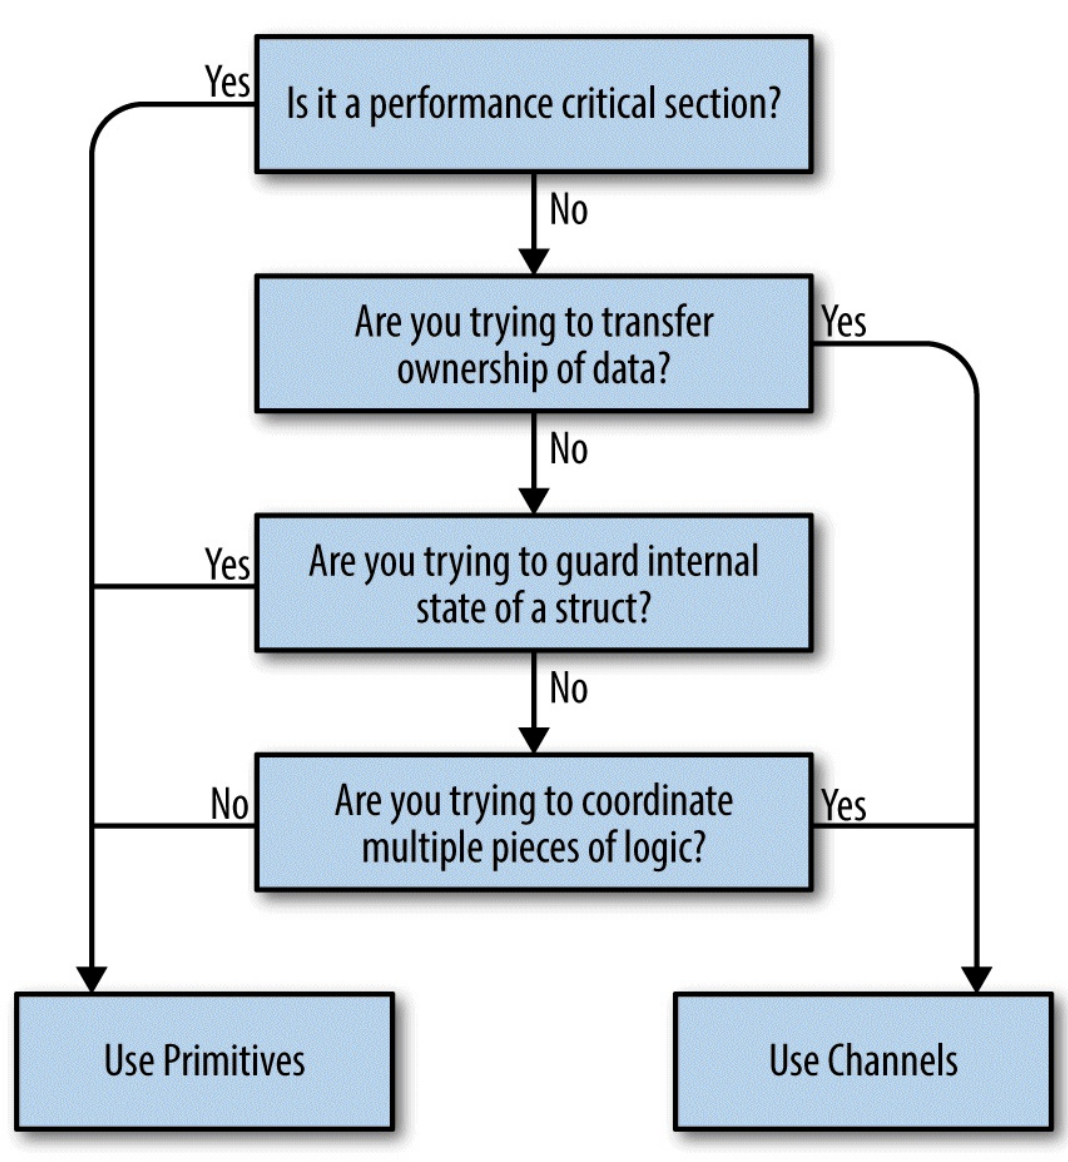 Yes
Is it a performance critical section?
No
Are you trying to transfer
ownership of data?
Yes
No
Yes
Are you trying to guard internal
state of a struct?
No
No
Are you trying to coordinate
multiple pieces of logic?
Yes
Use Primitives
Use Channels